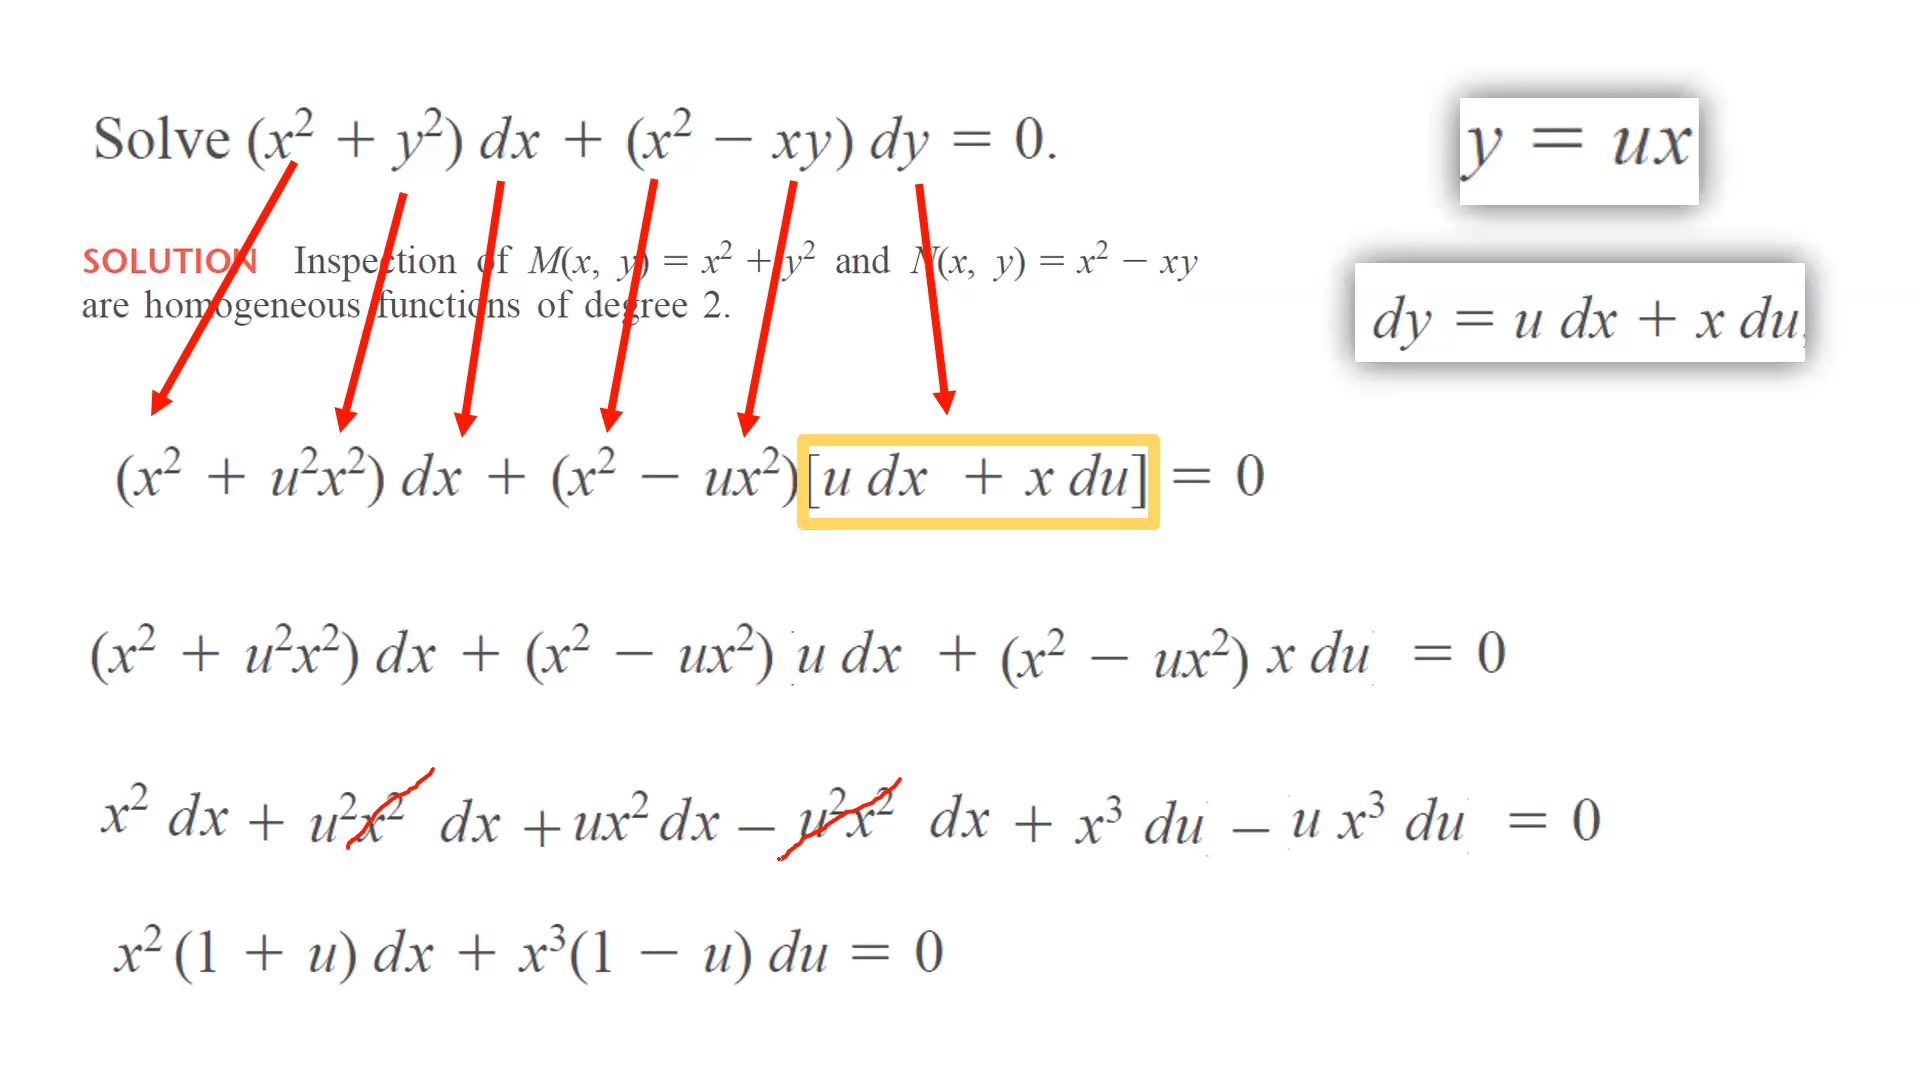 Solve (x² + y²) dx + (x² − xy) dy = 0.
y = ux
SOLUTION Inspection of M(x, y) = x² + y² and N(x, y) = x² − xy
are homogeneous functions of degree 2.
dy = u dx + x du,
(x² + u²x²) dx + (x² − ux²)[u dx + x du] = 0
(x² + u²x²) dx + (x² − ux²) u dx + (x² − ux²) x du = 0
x² dx + u²x² dx + ux² dx − u²x² dx + x³ du − u x³ du = 0
x² (1 + u) dx + x³(1 − u) du = 0